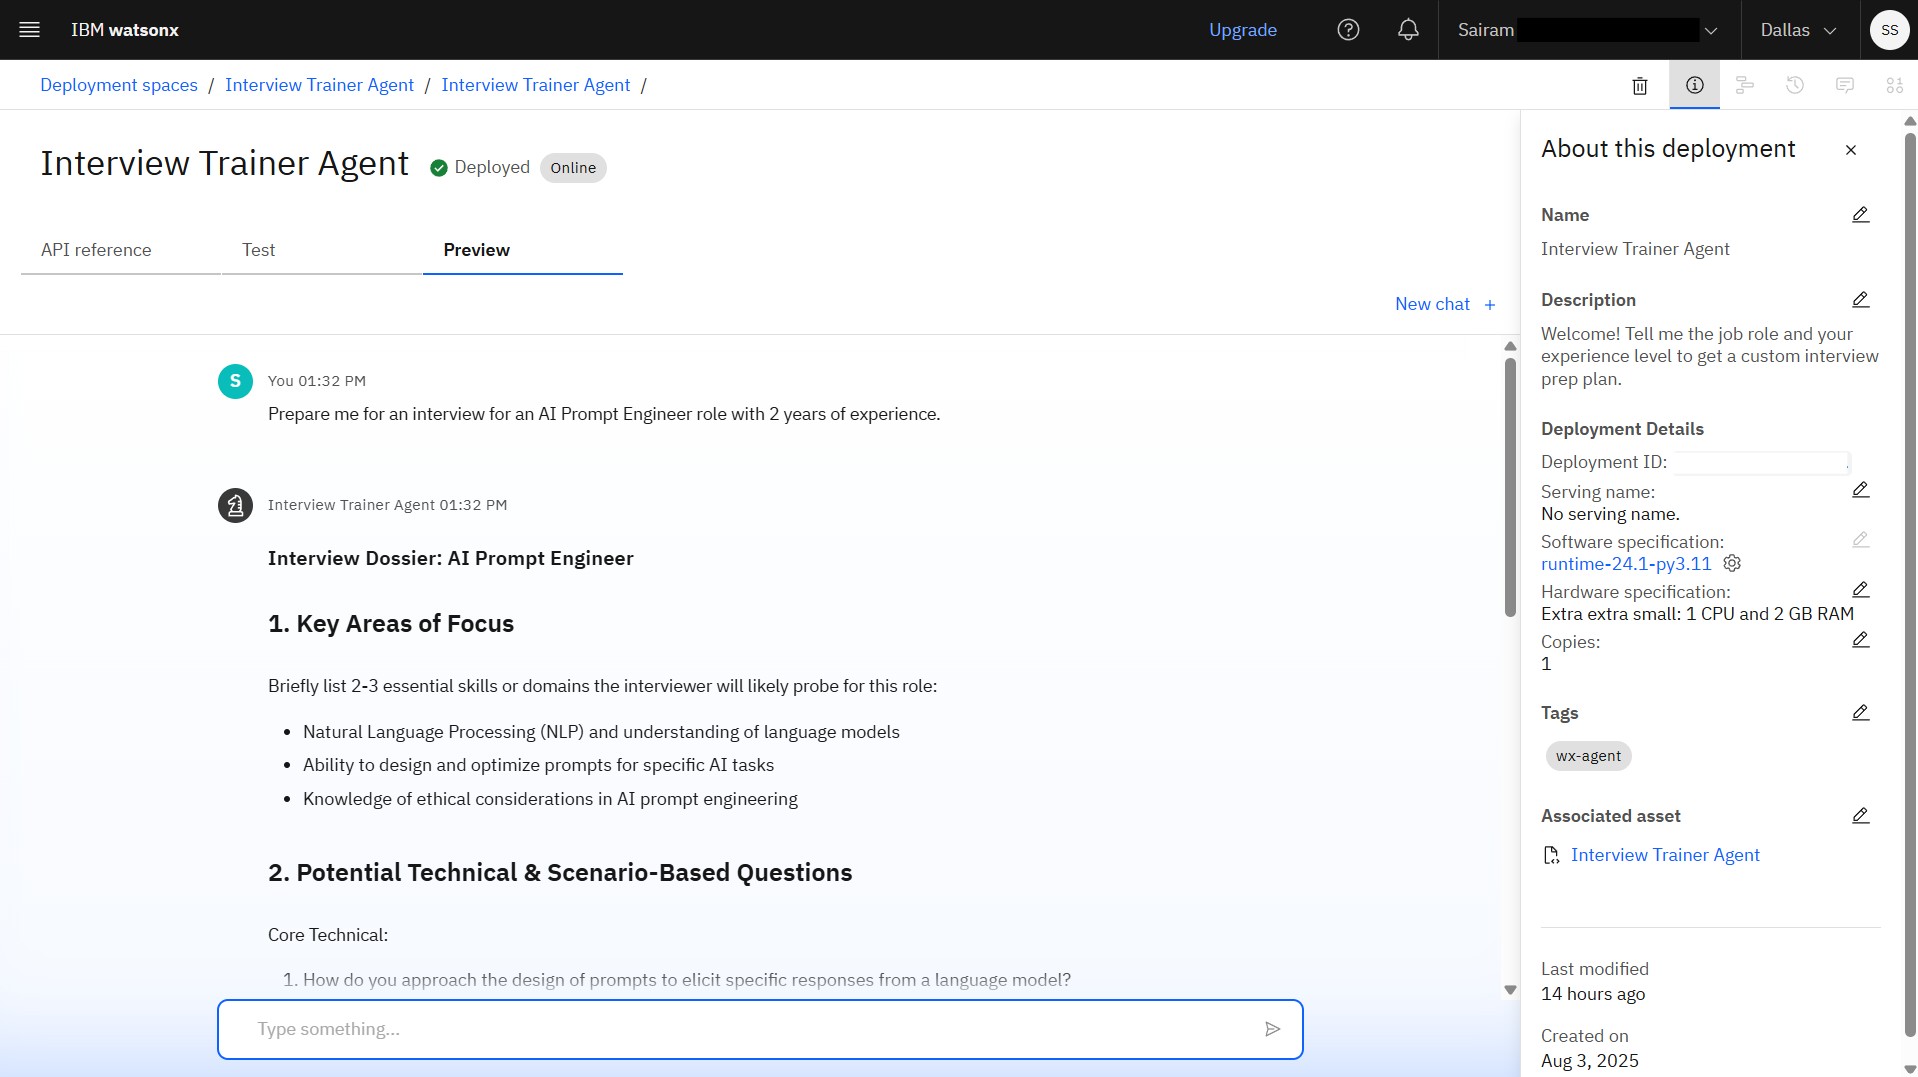 IBM watsonx
Upgrade
Sairam
Dallas
SS
Deployment spaces / Interview Trainer Agent / Interview Trainer Agent /
Interview Trainer Agent
Deployed
Online
API reference
Test
Preview
New chat +
S
You 01:32 PM
Prepare me for an interview for an AI Prompt Engineer role with 2 years of experience.
Interview Trainer Agent 01:32 PM
Interview Dossier: AI Prompt Engineer
1. Key Areas of Focus
Briefly list 2-3 essential skills or domains the interviewer will likely probe for this role:
• Natural Language Processing (NLP) and understanding of language models
• Ability to design and optimize prompts for specific AI tasks
• Knowledge of ethical considerations in AI prompt engineering
2. Potential Technical & Scenario-Based Questions
Core Technical:
1. How do you approach the design of prompts to elicit specific responses from a language model?
Type something...
About this deployment
Name
Interview Trainer Agent
Description
Welcome! Tell me the job role and your
experience level to get a custom interview
prep plan.
Deployment Details
Deployment ID:
Serving name:
No serving name.
Software specification:
runtime-24.1-py3.11
Hardware specification:
Extra extra small: 1 CPU and 2 GB RAM
Copies:
1
Tags
wx-agent
Associated asset
Interview Trainer Agent
Last modified
14 hours ago
Created on
Aug 3, 2025